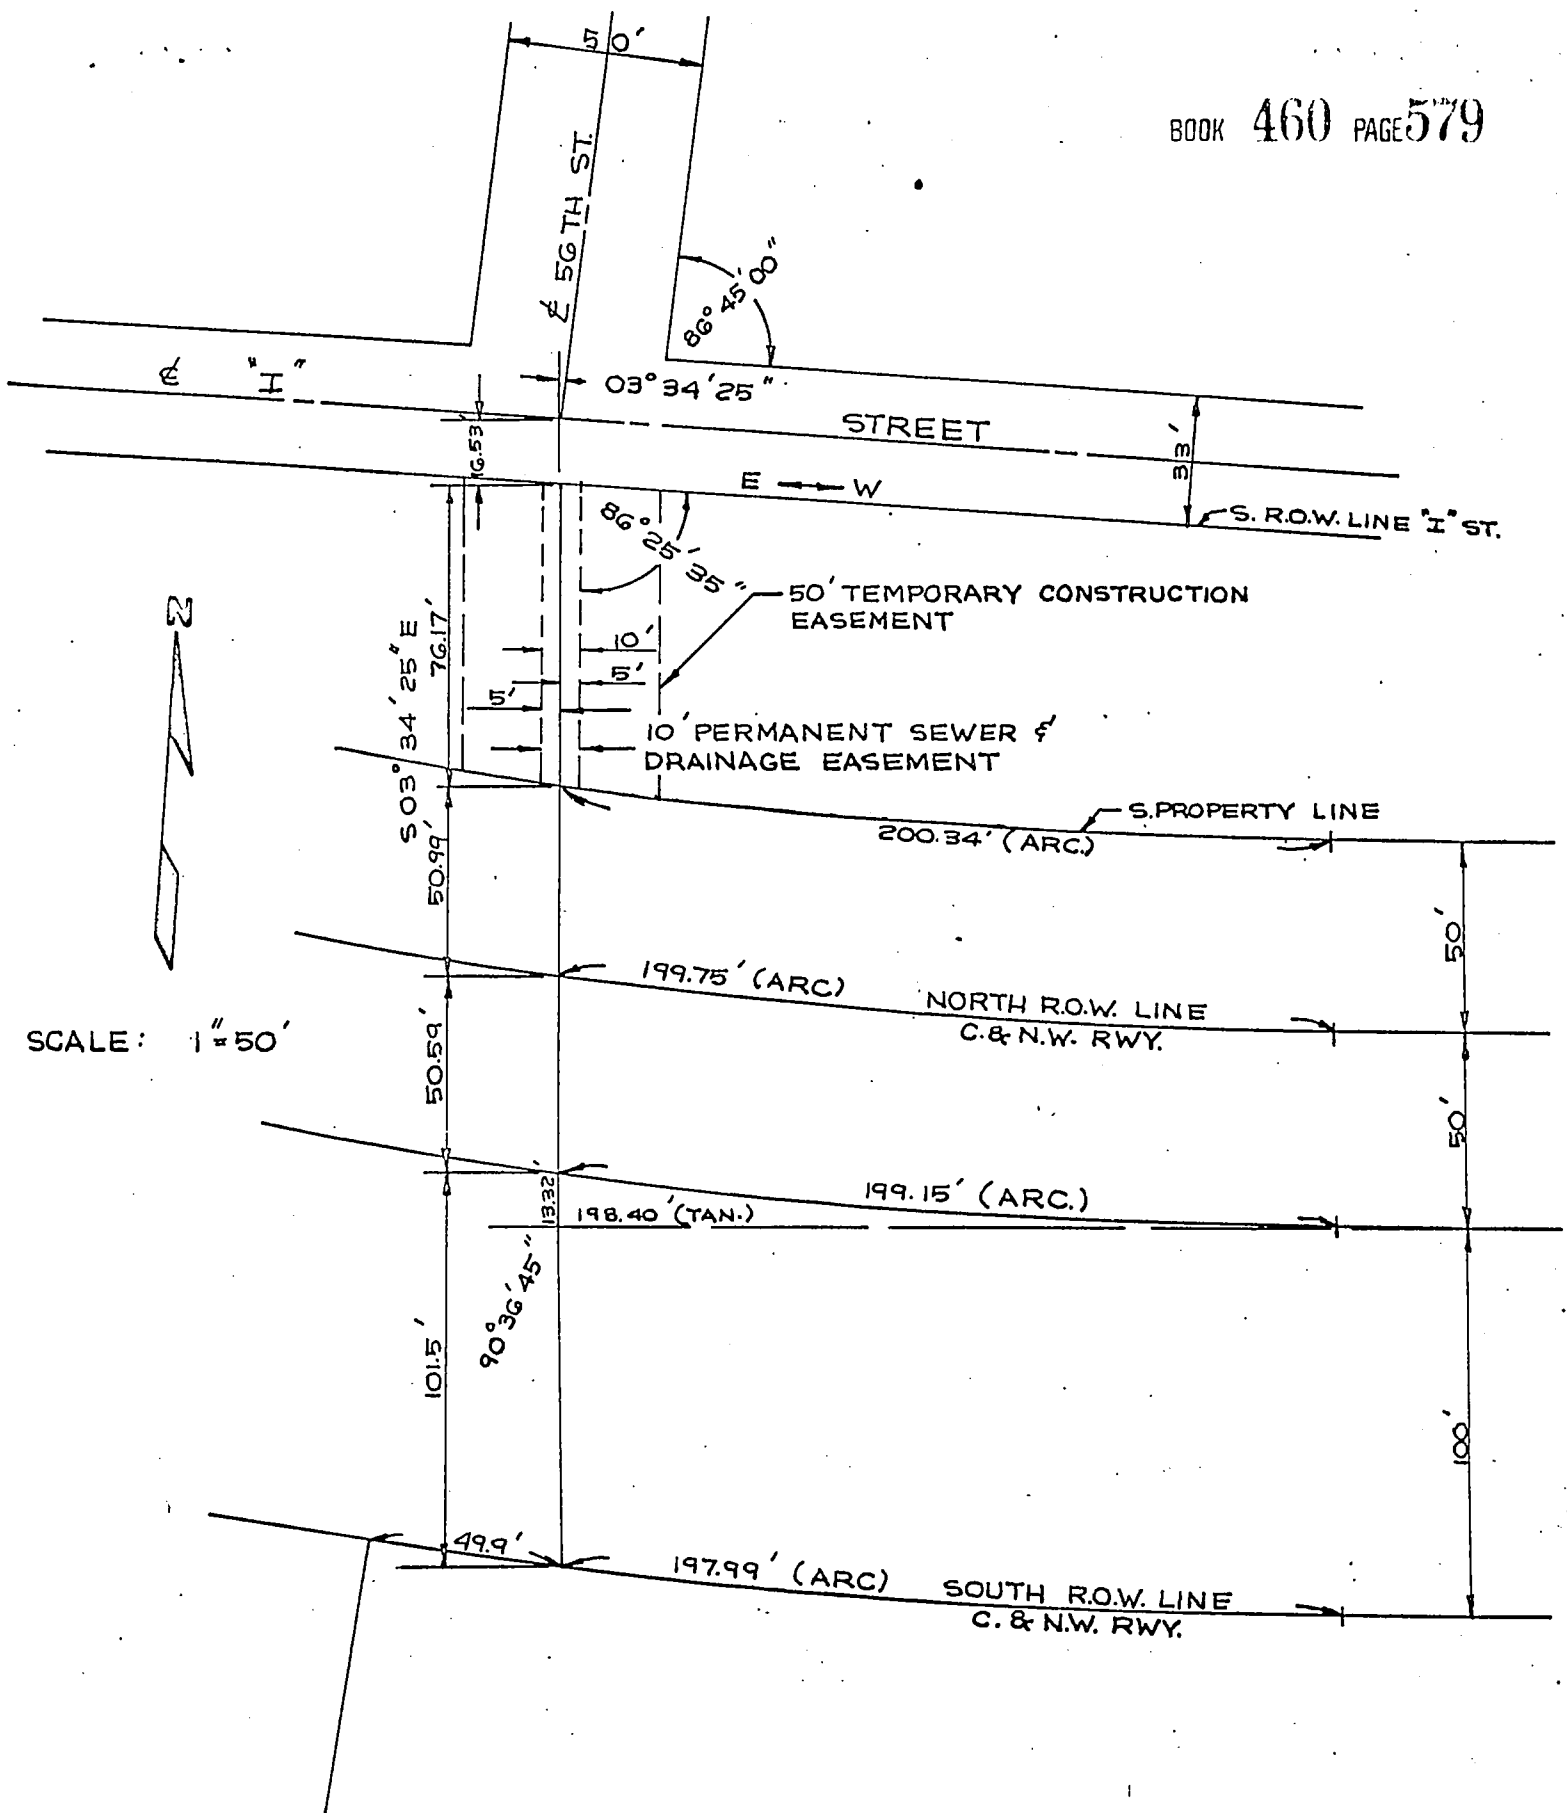 50'
BOOK 460 PAGE 579
℄ 56TH ST.
86° 45' 00"
℄ "I"
03° 34' 25"
STREET
33'
16.53
E W
S. R.O.W. LINE "I" ST.
86° 25' 35"
50' TEMPORARY CONSTRUCTION
EASEMENT
N
S 03° 34' 25" E
76.17'
10'
5'
5'
10' PERMANENT SEWER &
DRAINAGE EASEMENT
S. PROPERTY LINE
200.34' (ARC.)
50.99'
50'
199.75' (ARC)
NORTH R.O.W. LINE
C. & N.W. RWY.
SCALE: 1"=50'
50.59'
50'
13.32'
199.15' (ARC.)
198.40' (TAN.)
90° 36' 45"
101.5'
100'
49.9'
197.99' (ARC)
SOUTH R.O.W. LINE
C. & N.W. RWY.